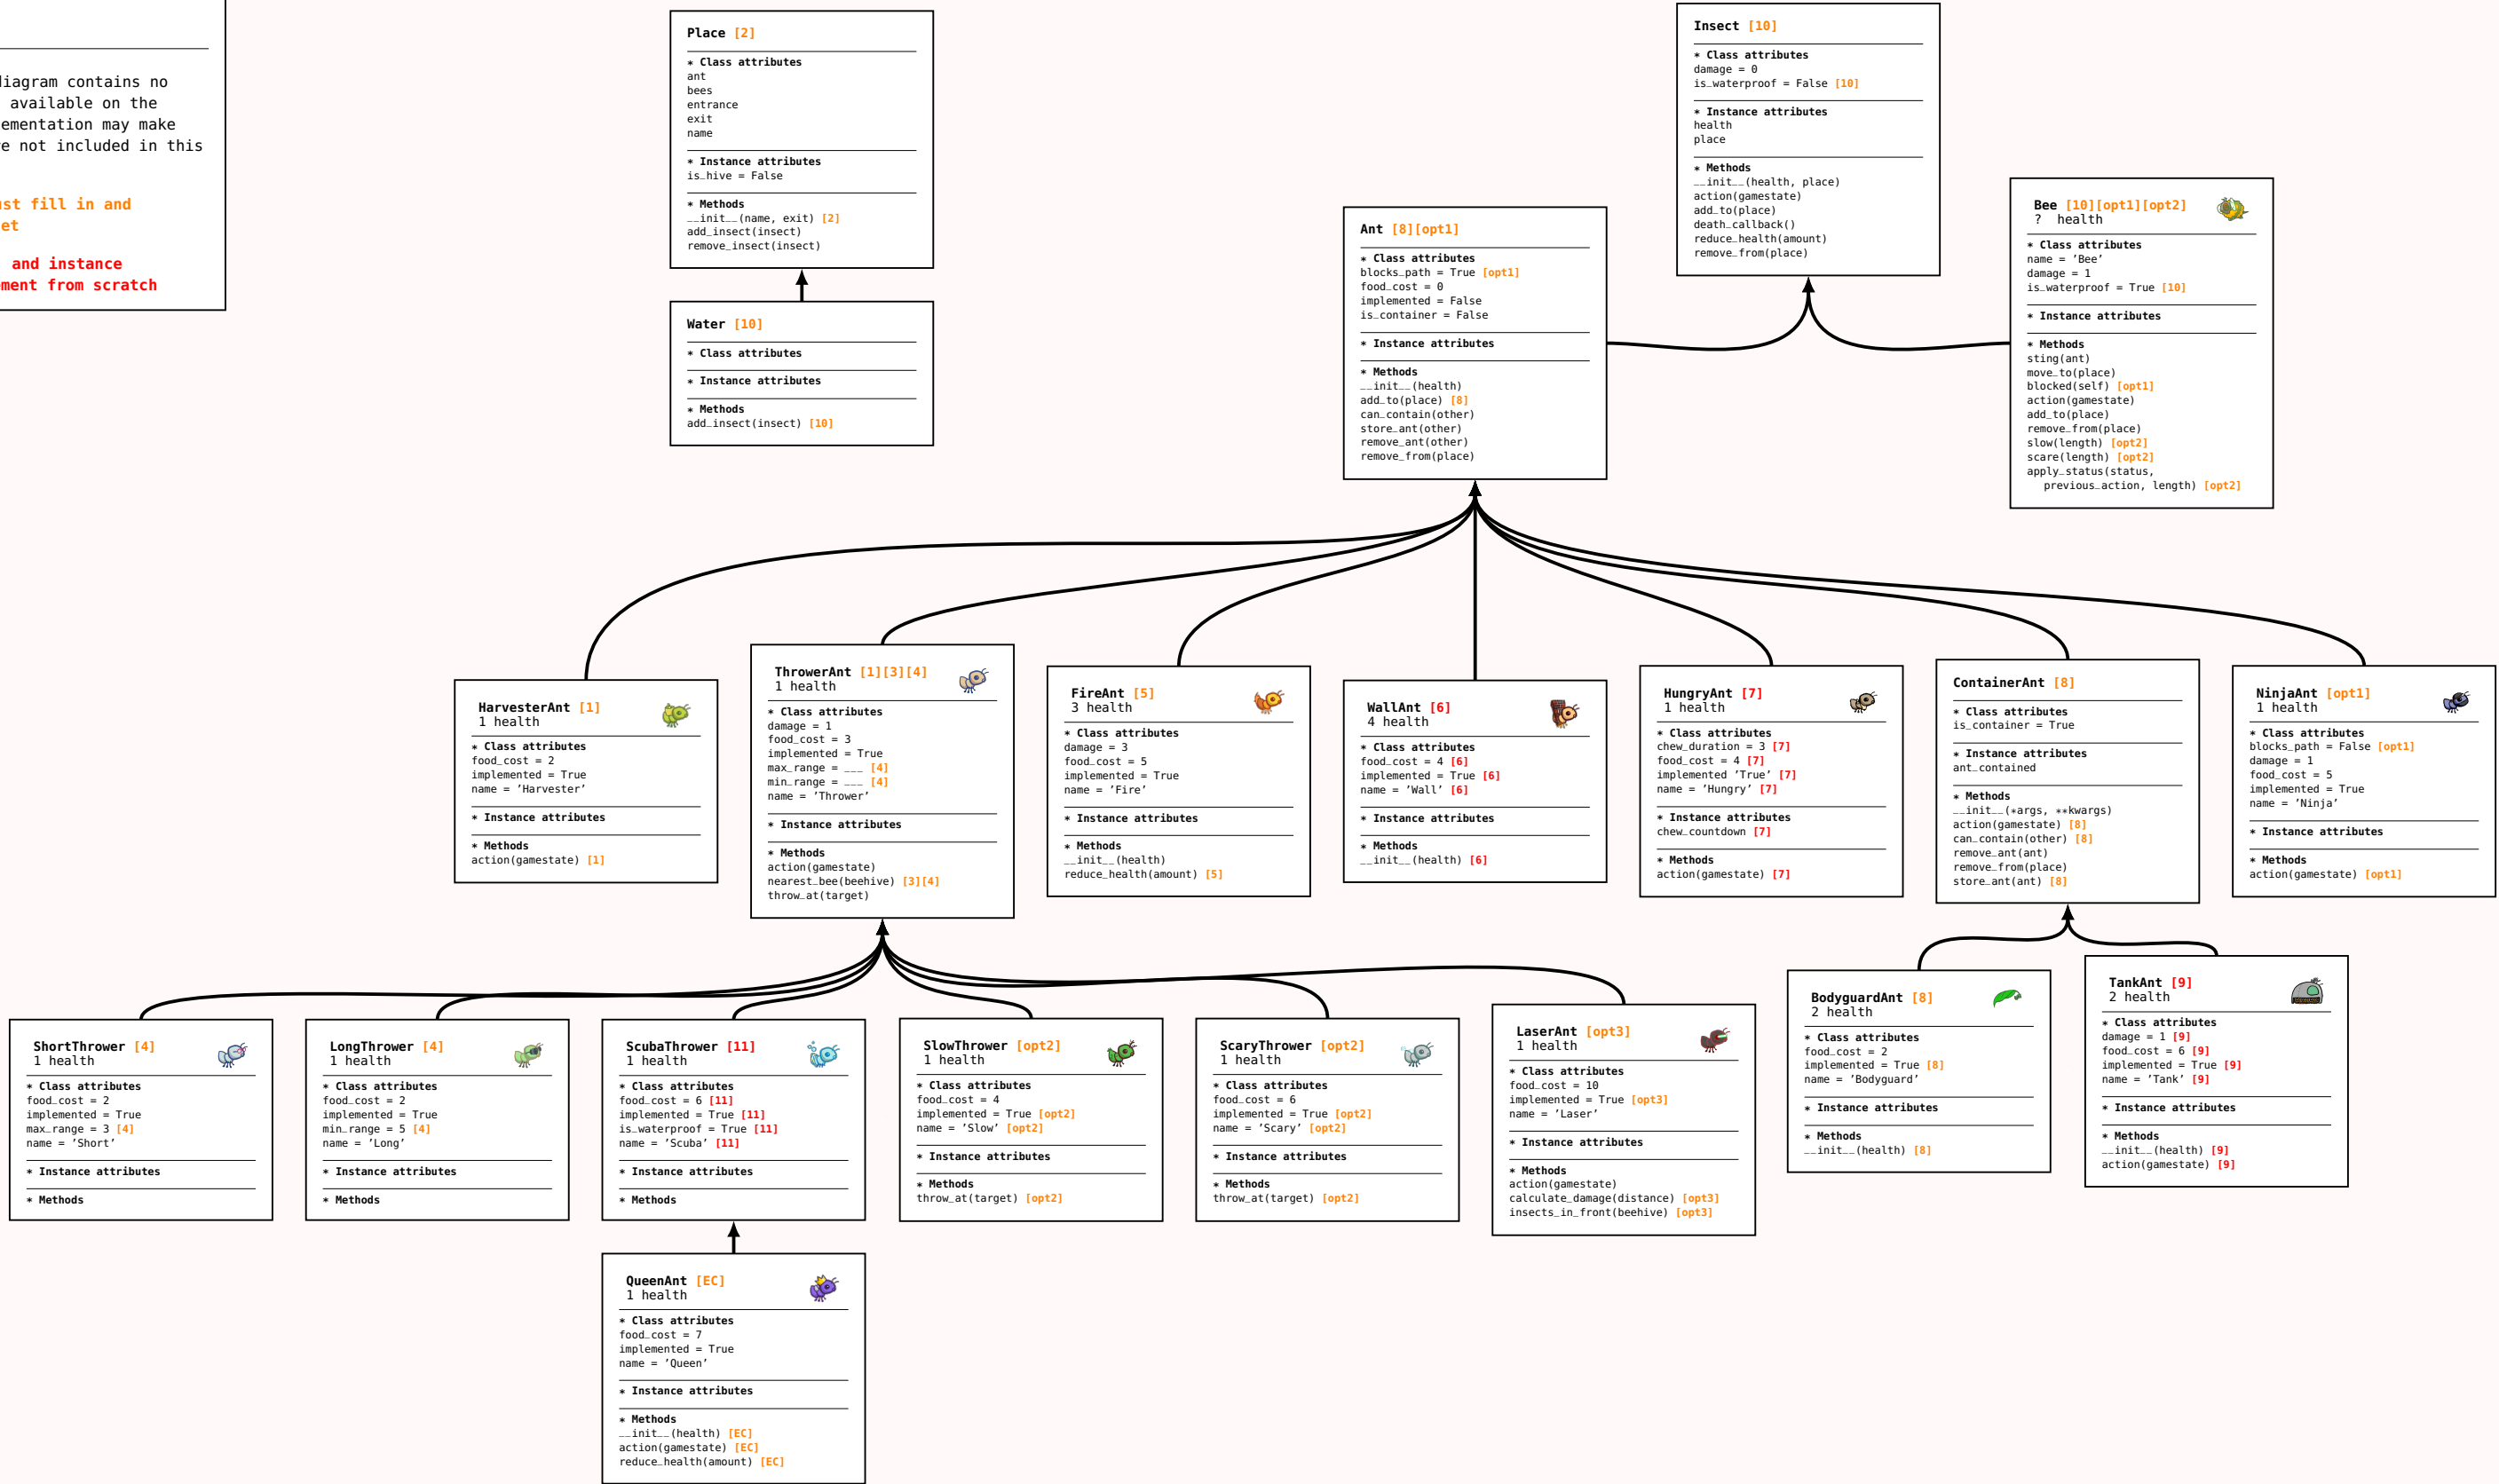 diagram contains no
available on the
ementation may make
re not included in this
ust fill in and
et
and instance
ement from scratch
Place [2]
* Class attributes
ant
bees
entrance
exit
name
* Instance attributes
is_hive = False
* Methods
__init__(name, exit) [2]
add_insect(insect)
remove_insect(insect)
Water [10]
* Class attributes
* Instance attributes
* Methods
add_insect(insect) [10]
Insect [10]
* Class attributes
damage = 0
is_waterproof = False [10]
* Instance attributes
health
place
* Methods
__init__(health, place)
action(gamestate)
add_to(place)
death_callback()
reduce_health(amount)
remove_from(place)
Ant [8][opt1]
* Class attributes
blocks_path = True [opt1]
food_cost = 0
implemented = False
is_container = False
* Instance attributes
* Methods
__init__(health)
add_to(place) [8]
can_contain(other)
store_ant(other)
remove_ant(other)
remove_from(place)
Bee [10][opt1][opt2]
? health
* Class attributes
name = ’Bee’
damage = 1
is_waterproof = True [10]
* Instance attributes
* Methods
sting(ant)
move_to(place)
blocked(self) [opt1]
action(gamestate)
add_to(place)
remove_from(place)
slow(length) [opt2]
scare(length) [opt2]
apply_status(status,
previous_action, length) [opt2]
HarvesterAnt [1]
1 health
* Class attributes
food_cost = 2
implemented = True
name = ’Harvester’
* Instance attributes
* Methods
action(gamestate) [1]
ThrowerAnt [1][3][4]
1 health
* Class attributes
damage = 1
food_cost = 3
implemented = True
max_range = ___ [4]
min_range = ___ [4]
name = ’Thrower’
* Instance attributes
* Methods
action(gamestate)
nearest_bee(beehive) [3][4]
throw_at(target)
FireAnt [5]
3 health
* Class attributes
damage = 3
food_cost = 5
implemented = True
name = ’Fire’
* Instance attributes
* Methods
__init__(health)
reduce_health(amount) [5]
WallAnt [6]
4 health
* Class attributes
food_cost = 4 [6]
implemented = True [6]
name = ’Wall’ [6]
* Instance attributes
* Methods
__init__(health) [6]
HungryAnt [7]
1 health
* Class attributes
chew_duration = 3 [7]
food_cost = 4 [7]
implemented ’True’ [7]
name = ’Hungry’ [7]
* Instance attributes
chew_countdown [7]
* Methods
action(gamestate) [7]
ContainerAnt [8]
* Class attributes
is_container = True
* Instance attributes
ant_contained
* Methods
__init__(*args, **kwargs)
action(gamestate) [8]
can_contain(other) [8]
remove_ant(ant)
remove_from(place)
store_ant(ant) [8]
NinjaAnt [opt1]
1 health
* Class attributes
blocks_path = False [opt1]
damage = 1
food_cost = 5
implemented = True
name = ’Ninja’
* Instance attributes
* Methods
action(gamestate) [opt1]
ShortThrower [4]
1 health
* Class attributes
food_cost = 2
implemented = True
max_range = 3 [4]
name = ’Short’
* Instance attributes
* Methods
LongThrower [4]
1 health
* Class attributes
food_cost = 2
implemented = True
min_range = 5 [4]
name = ’Long’
* Instance attributes
* Methods
ScubaThrower [11]
1 health
* Class attributes
food_cost = 6 [11]
implemented = True [11]
is_waterproof = True [11]
name = ’Scuba’ [11]
* Instance attributes
* Methods
SlowThrower [opt2]
1 health
* Class attributes
food_cost = 4
implemented = True [opt2]
name = ’Slow’ [opt2]
* Instance attributes
* Methods
throw_at(target) [opt2]
ScaryThrower [opt2]
1 health
* Class attributes
food_cost = 6
implemented = True [opt2]
name = ’Scary’ [opt2]
* Instance attributes
* Methods
throw_at(target) [opt2]
LaserAnt [opt3]
1 health
* Class attributes
food_cost = 10
implemented = True [opt3]
name = ’Laser’
* Instance attributes
* Methods
action(gamestate)
calculate_damage(distance) [opt3]
insects_in_front(beehive) [opt3]
BodyguardAnt [8]
2 health
* Class attributes
food_cost = 2
implemented = True [8]
name = ’Bodyguard’
* Instance attributes
* Methods
__init__(health) [8]
TankAnt [9]
2 health
* Class attributes
damage = 1 [9]
food_cost = 6 [9]
implemented = True [9]
name = ’Tank’ [9]
* Instance attributes
* Methods
__init__(health) [9]
action(gamestate) [9]
QueenAnt [EC]
1 health
* Class attributes
food_cost = 7
implemented = True
name = ’Queen’
* Instance attributes
* Methods
__init__(health) [EC]
action(gamestate) [EC]
reduce_health(amount) [EC]